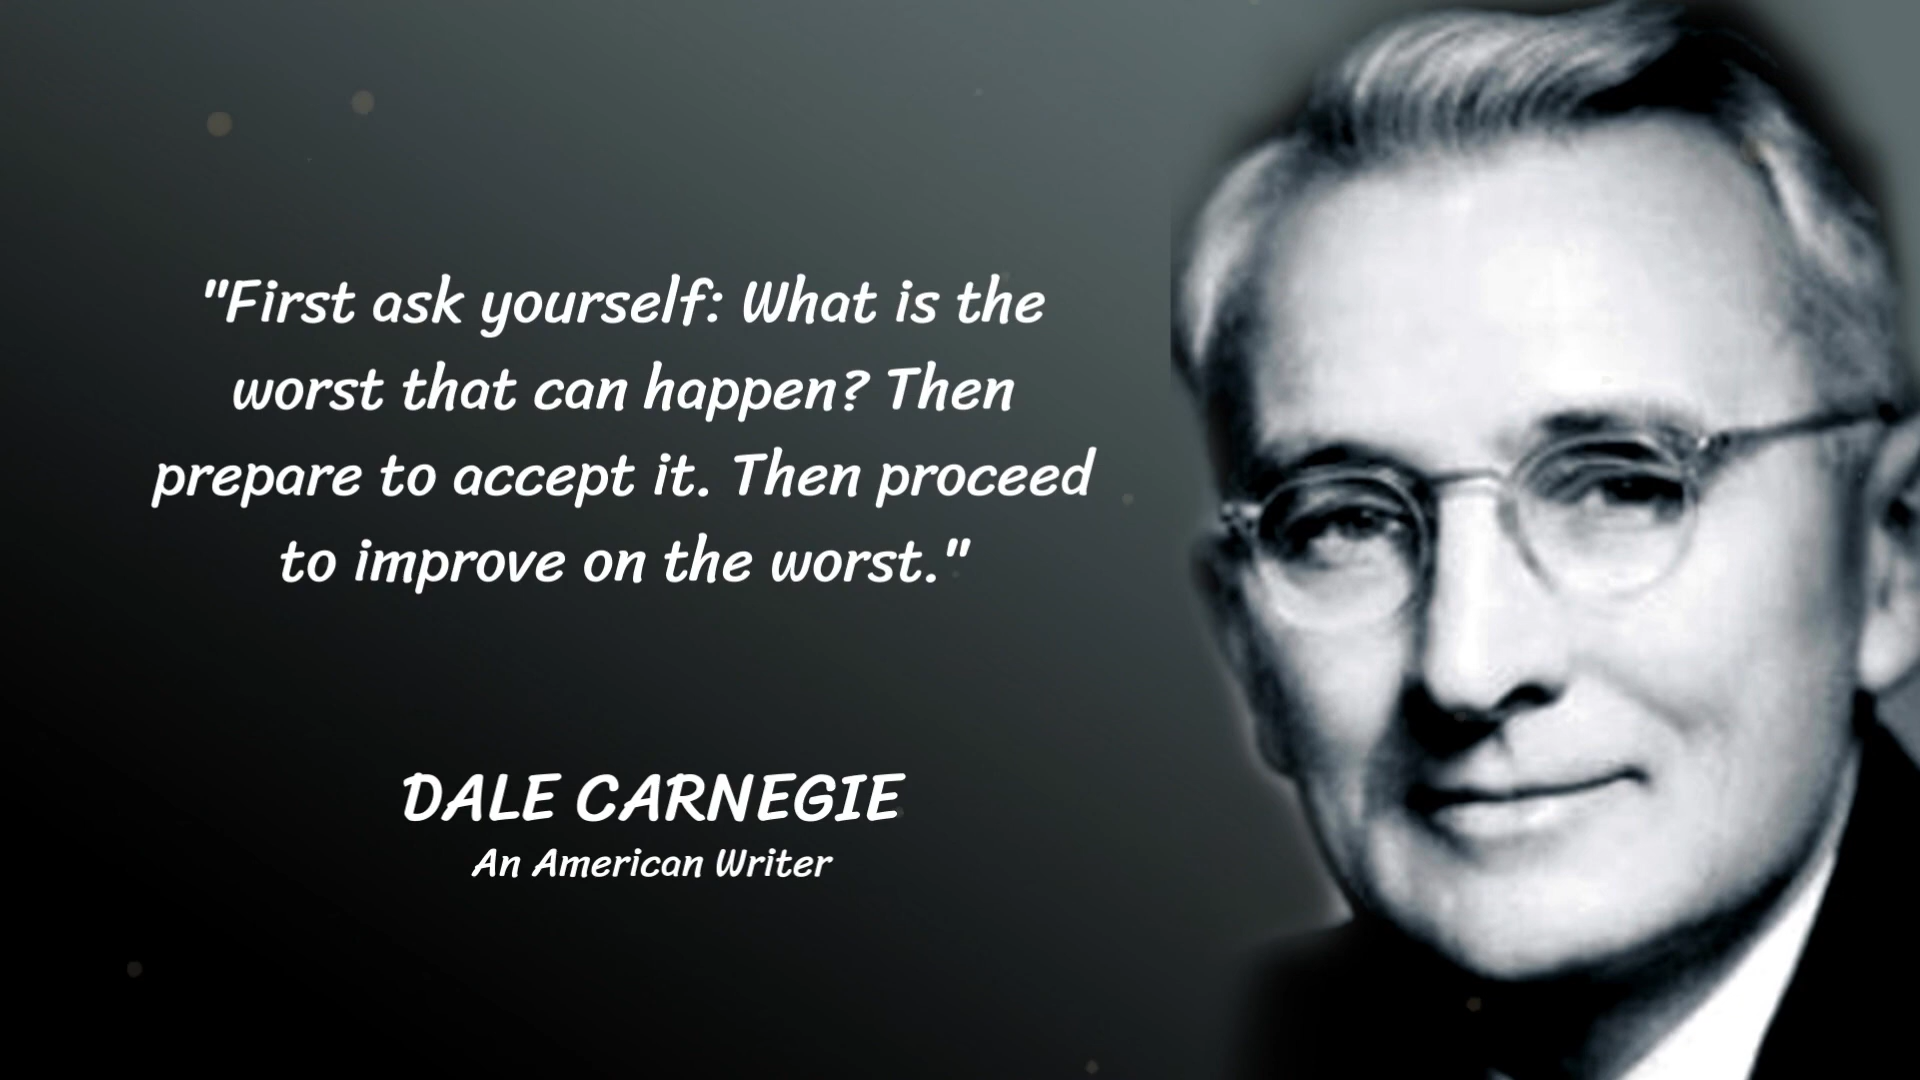 "First ask yourself: What is the
worst that can happen? Then
prepare to accept it. Then proceed
to improve on the worst."
DALE CARNEGIE
An American Writer